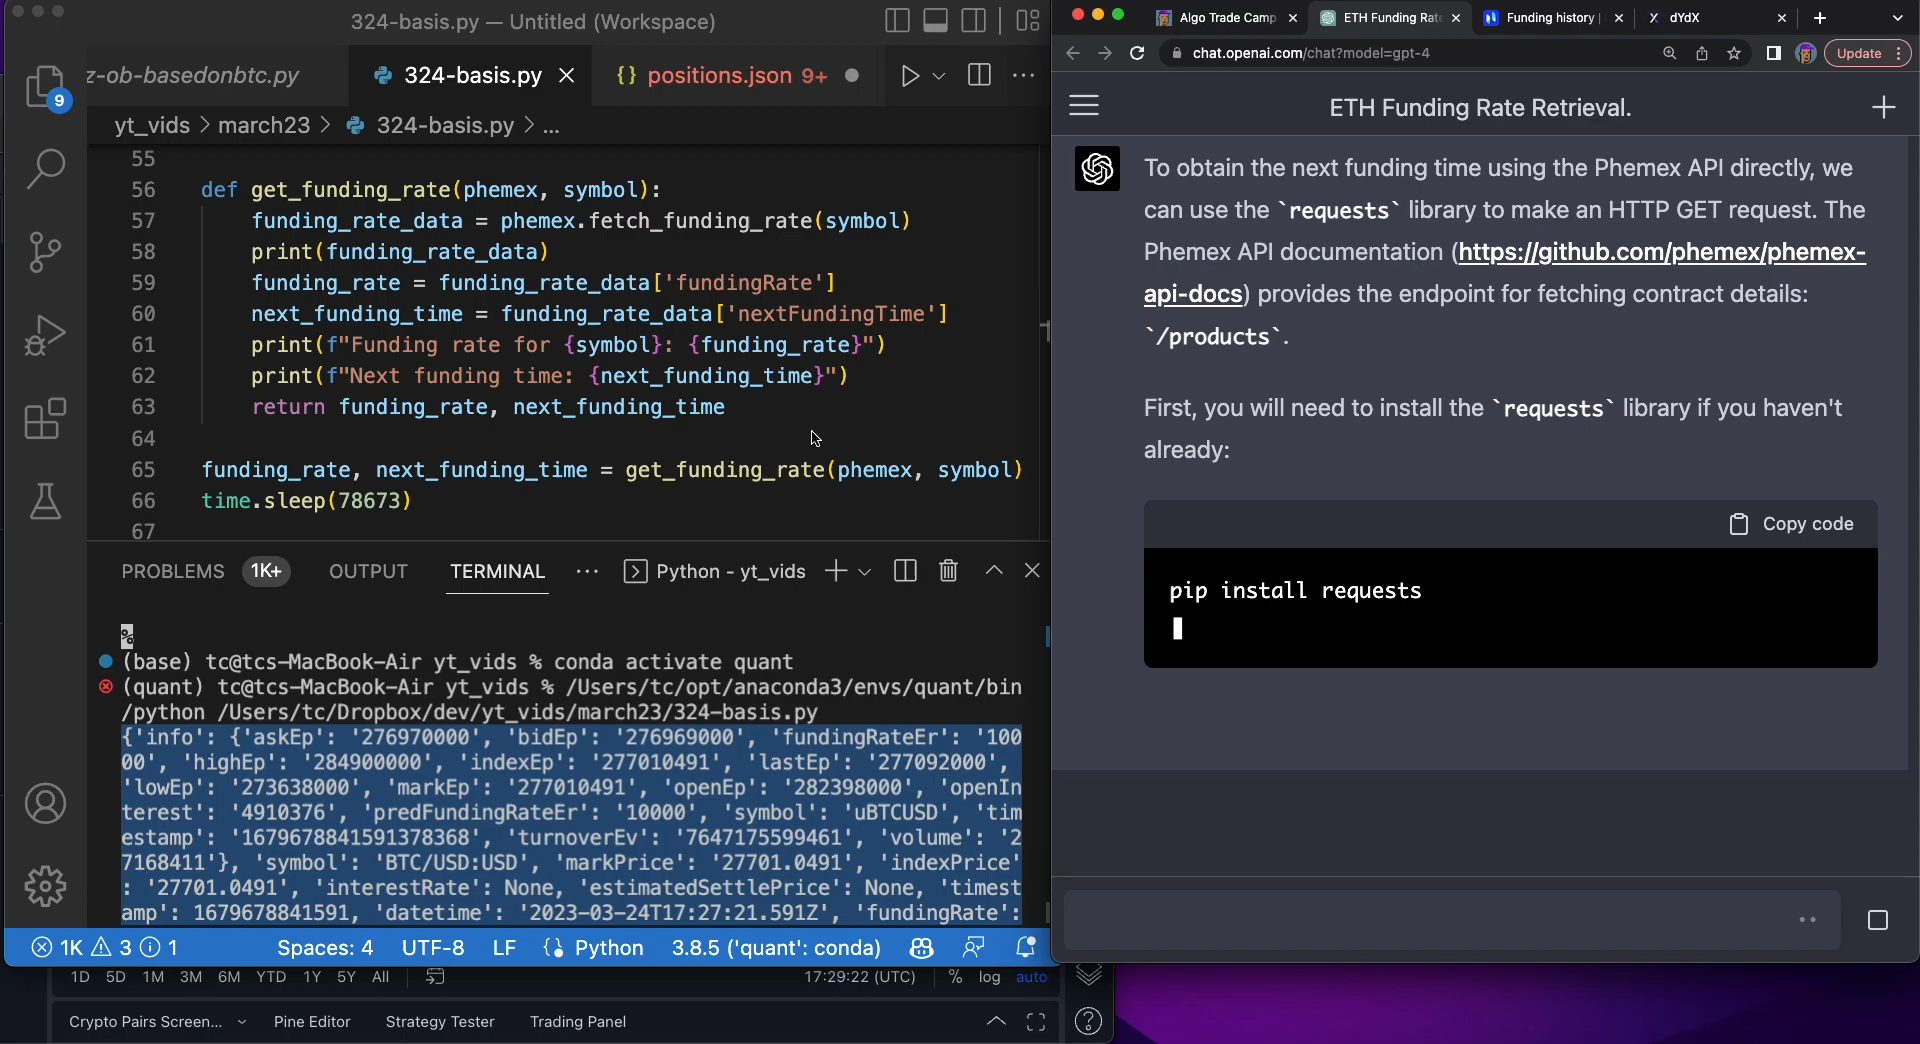 324-basis.py — Untitled (Workspace)
z-ob-basedonbtc.py
324-basis.py
{} positions.json 9+
9
yt_vids > march23 > 324-basis.py > ...
55
56 def get_funding_rate(phemex, symbol):
57 funding_rate_data = phemex.fetch_funding_rate(symbol)
58 print(funding_rate_data)
59 funding_rate = funding_rate_data['fundingRate']
60 next_funding_time = funding_rate_data['nextFundingTime']
61 print(f"Funding rate for {symbol}: {funding_rate}")
62 print(f"Next funding time: {next_funding_time}")
63 return funding_rate, next_funding_time
64
65 funding_rate, next_funding_time = get_funding_rate(phemex, symbol)
66 time.sleep(78673)
67
PROBLEMS 1K+ OUTPUT TERMINAL ··· Python - yt_vids
%
(base) tc@tcs-MacBook-Air yt_vids % conda activate quant
(quant) tc@tcs-MacBook-Air yt_vids % /Users/tc/opt/anaconda3/envs/quant/bin
/python /Users/tc/Dropbox/dev/yt_vids/march23/324-basis.py
{'info': {'askEp': '276970000', 'bidEp': '276969000', 'fundingRateEr': '100
00', 'highEp': '284900000', 'indexEp': '277010491', 'lastEp': '277092000',
'lowEp': '273638000', 'markEp': '277010491', 'openEp': '282398000', 'openIn
terest': '4910376', 'predFundingRateEr': '10000', 'symbol': 'uBTCUSD', 'tim
estamp': '1679678841591378368', 'turnoverEv': '7647175599461', 'volume': '2
7168411'}, 'symbol': 'BTC/USD:USD', 'markPrice': '27701.0491', 'indexPrice'
: '27701.0491', 'interestRate': None, 'estimatedSettlePrice': None, 'timest
amp': 1679678841591, 'datetime': '2023-03-24T17:27:21.591Z', 'fundingRate':
1K 3 1 Spaces: 4 UTF-8 LF {} Python 3.8.5 ('quant': conda)
1D 5D 1M 3M 6M YTD 1Y 5Y All 17:29:22 (UTC) % log auto
Crypto Pairs Screen... Pine Editor Strategy Tester Trading Panel
Algo Trade Camp
ETH Funding Rate
Funding history |
dYdX
chat.openai.com/chat?model=gpt-4
Update
ETH Funding Rate Retrieval.
To obtain the next funding time using the Phemex API directly, we
can use the `requests` library to make an HTTP GET request. The
Phemex API documentation (https://github.com/phemex/phemex-
api-docs) provides the endpoint for fetching contract details:
`/products`.
First, you will need to install the `requests` library if you haven't
already:
Copy code
pip install requests